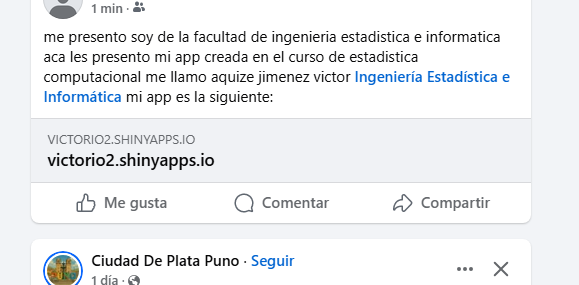 1 min ·
me presento soy de la facultad de ingenieria estadistica e informatica
aca les presento mi app creada en el curso de estadistica
computacional me llamo aquize jimenez victor Ingeniería Estadística e
Informática mi app es la siguiente:
VICTORIO2.SHINYAPPS.IO
victorio2.shinyapps.io
Me gusta
Comentar
Compartir
Ciudad De Plata Puno · Seguir
1 día ·